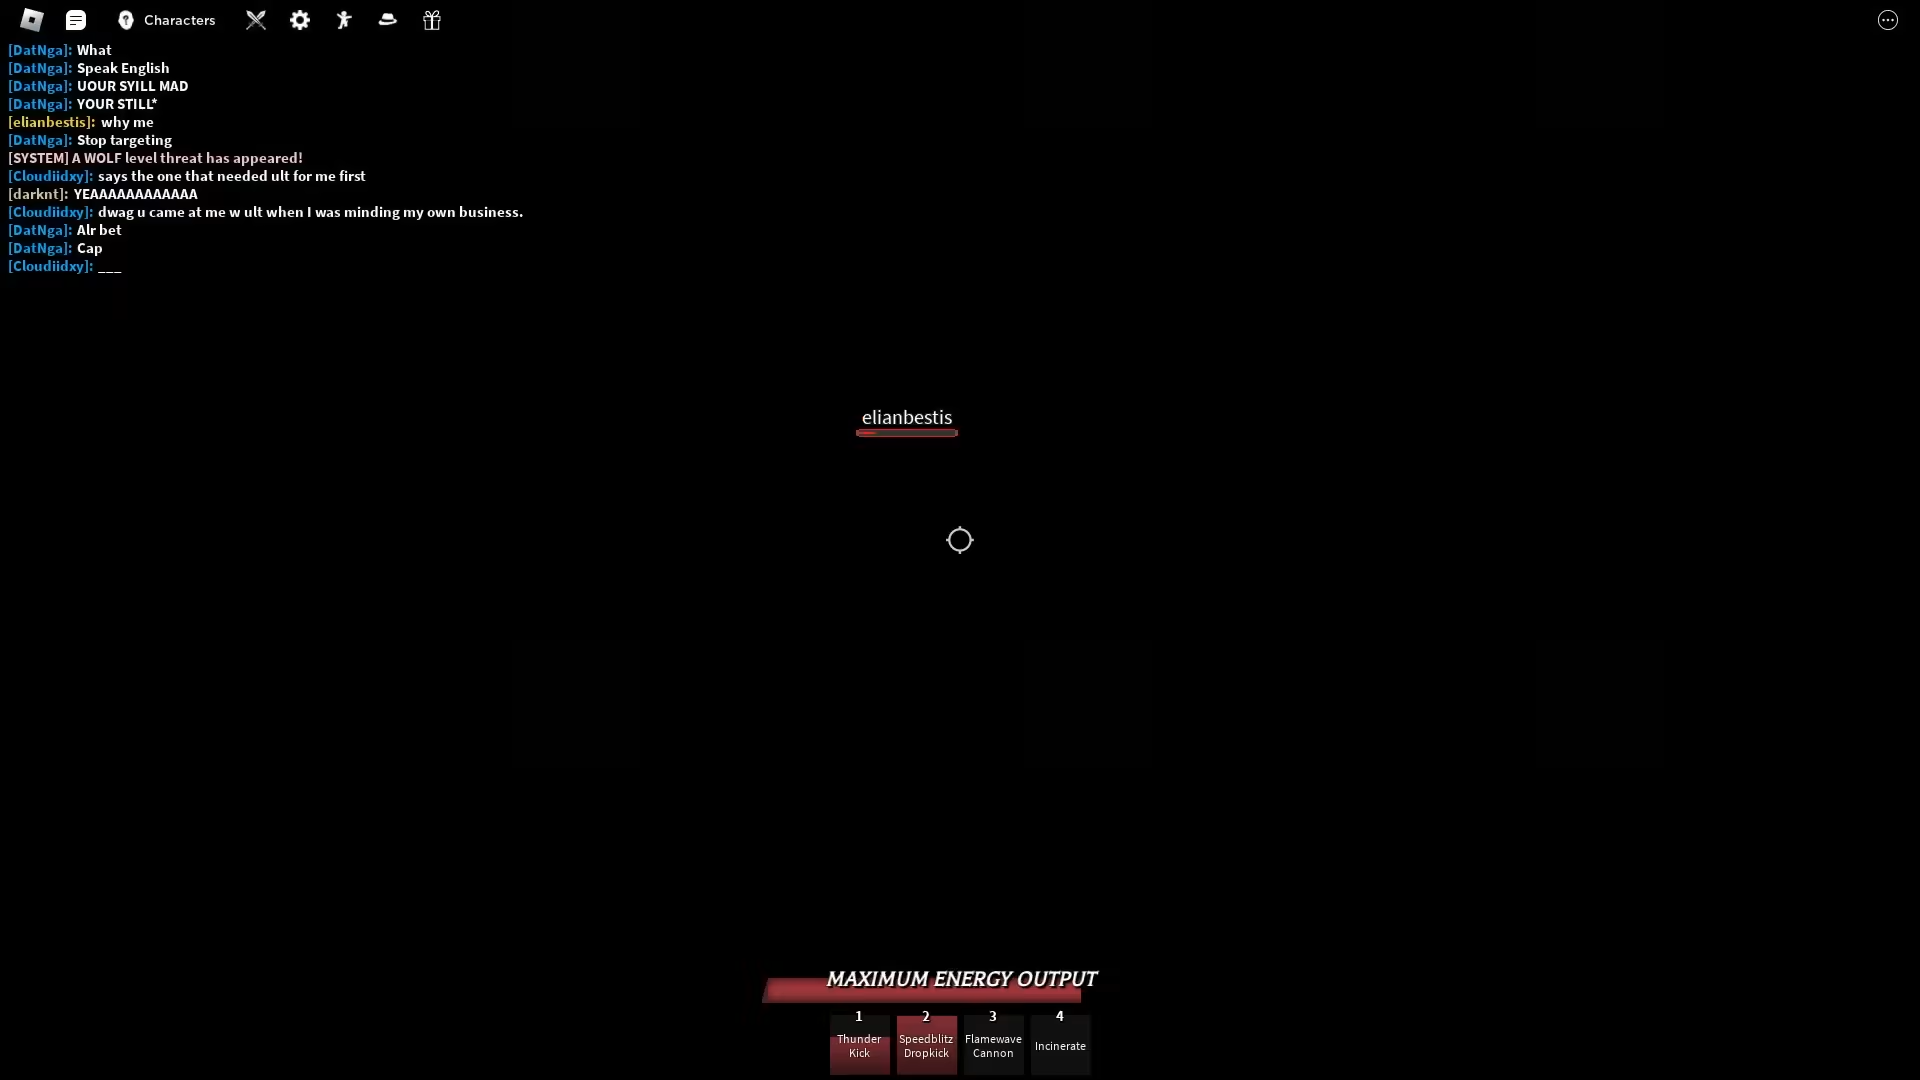 Characters
[DatNga]: What
[DatNga]: Speak English
[DatNga]: UOUR SYILL MAD
[DatNga]: YOUR STILL*
[elianbestis]: why me
[DatNga]: Stop targeting
[SYSTEM] A WOLF level threat has appeared!
[Cloudiidxy]: says the one that needed ult for me first
[darknt]: YEAAAAAAAAAAAA
[Cloudiidxy]: dwag u came at me w ult when I was minding my own business.
[DatNga]: Alr bet
[DatNga]: Cap
[Cloudiidxy]: ___
elianbestis
MAXIMUM ENERGY OUTPUT
1 2 3 4
Thunder Speedblitz Flamewave Incinerate
Kick Dropkick Cannon